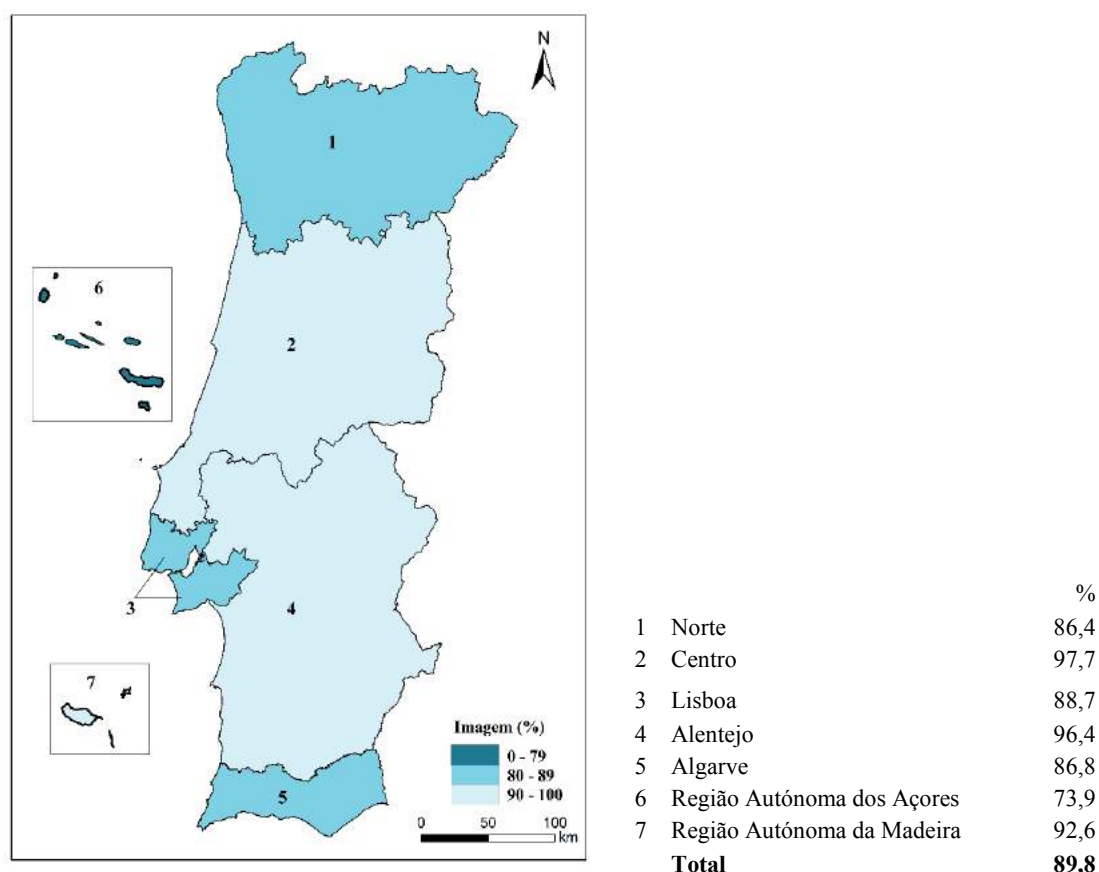 N
1
6
2
3
4
7
5
Imagem (%)
0 - 79
80 - 89
90 - 100
0 50 100
km
%
1 Norte 86,4
2 Centro 97,7
3 Lisboa 88,7
4 Alentejo 96,4
5 Algarve 86,8
6 Região Autónoma dos Açores 73,9
7 Região Autónoma da Madeira 92,6
Total 89,8